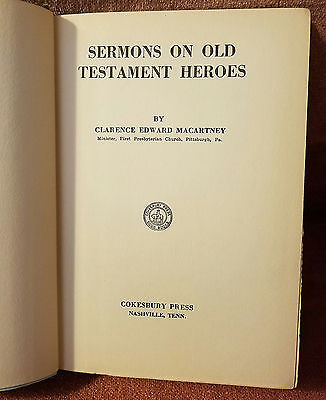 SERMONS ON OLD
TESTAMENT HEROES
BY
CLARENCE EDWARD MACARTNEY
Minister, First Presbyterian Church, Pittsburgh, Pa.
COKESBURY PRESS
NASHVILLE, TENN.